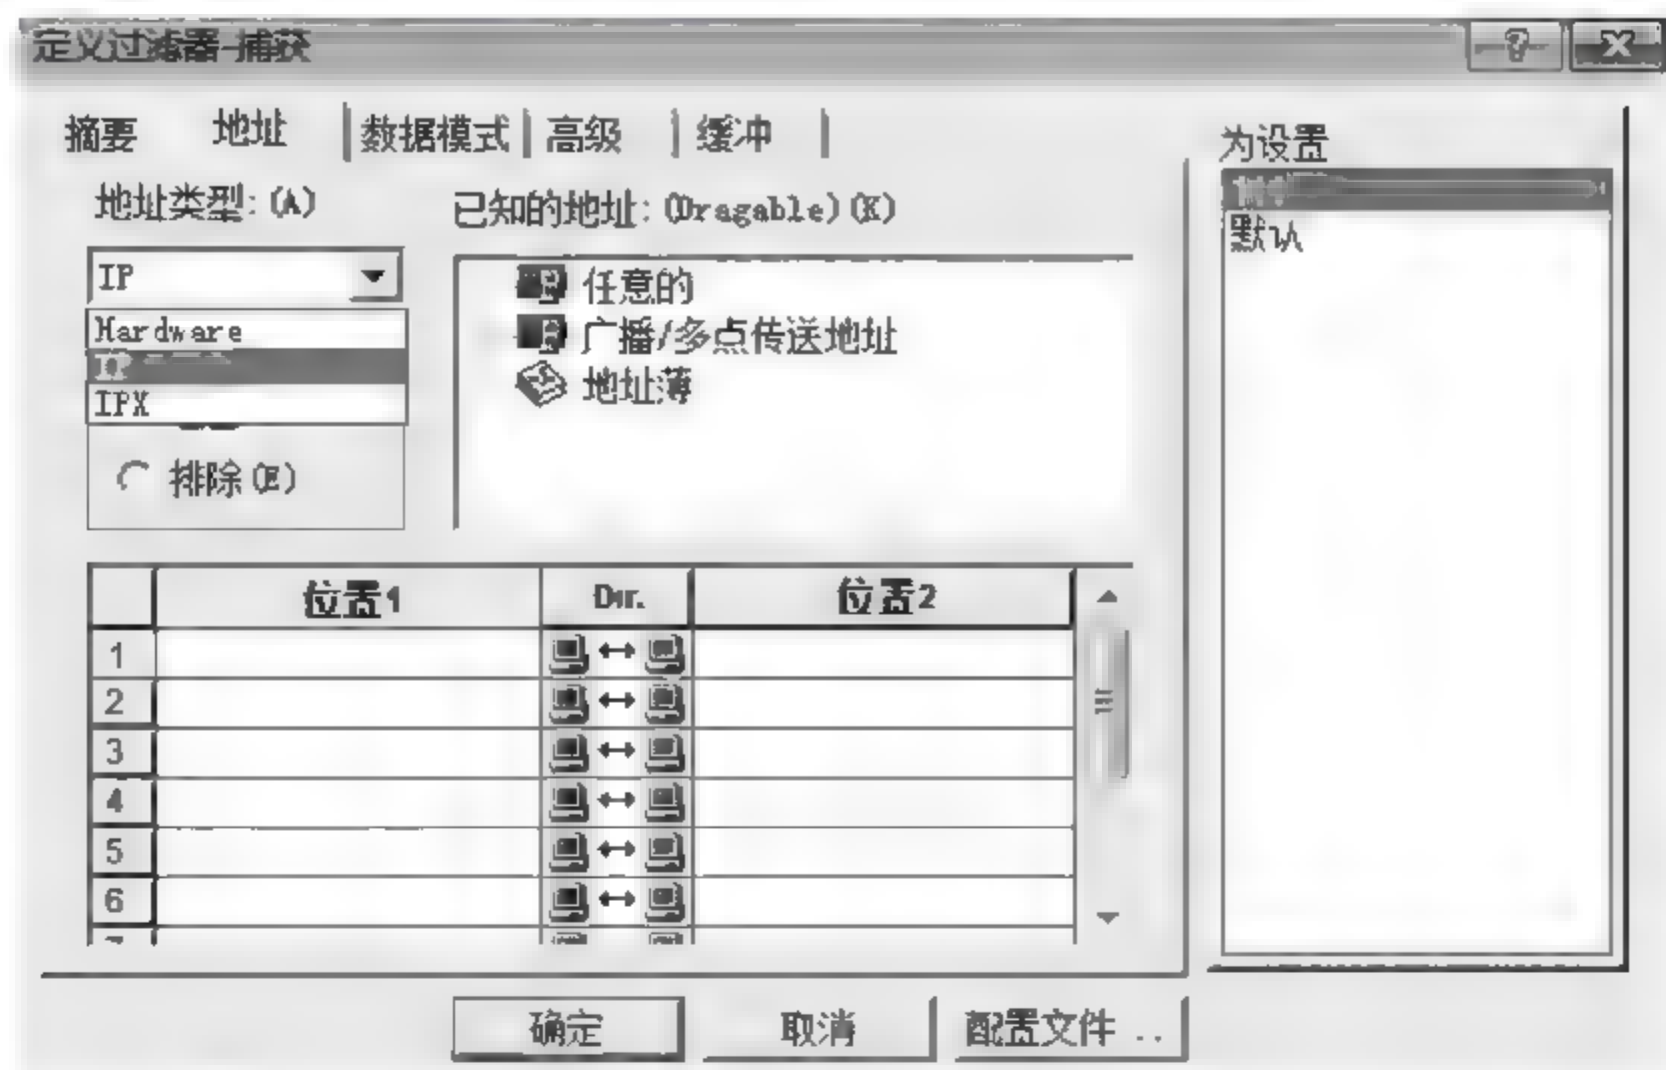 定义过滤器-捕获
摘要 地址 数据模式 高级 缓冲
地址类型:(A)
已知的地址:(Dragable)(K)
IP
Hardware
IP
IPX
排除(E)
任意的
广播/多点传送地址
地址薄
位置1 Dir. 位置2
1
2
3
4
5
6
为设置
默认
确定 取消 配置文件 ..